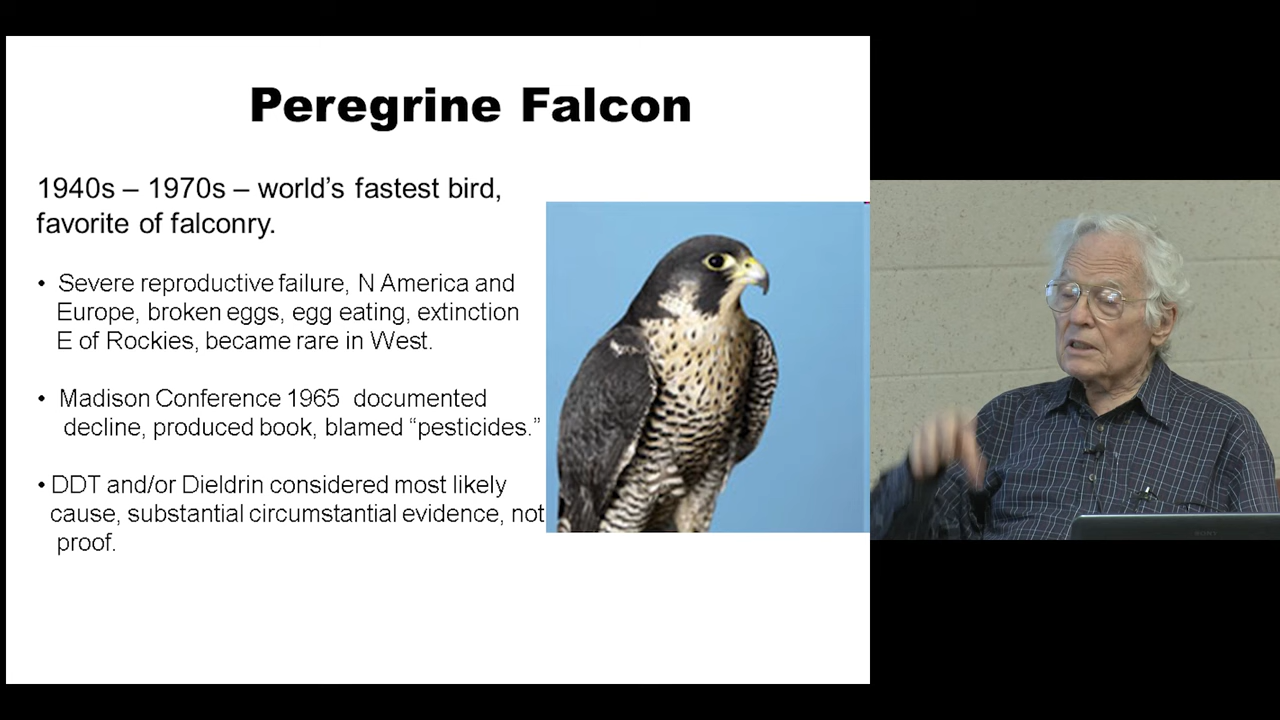 Peregrine Falcon
1940s – 1970s – world’s fastest bird,
favorite of falconry.
• Severe reproductive failure, N America and
Europe, broken eggs, egg eating, extinction
E of Rockies, became rare in West.
• Madison Conference 1965 documented
decline, produced book, blamed “pesticides.”
• DDT and/or Dieldrin considered most likely
cause, substantial circumstantial evidence, not
proof.
SONY